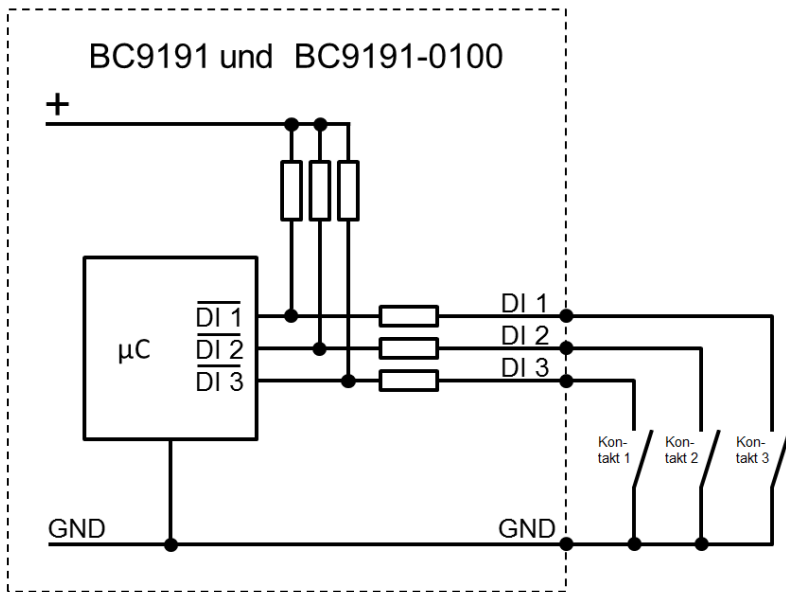 BC9191 und BC9191-0100
+
DI 1
DI 1
DI 2
DI 2
µC
DI 3
DI 3
Kon-
takt 1
Kon-
takt 2
Kon-
takt 3
GND
GND